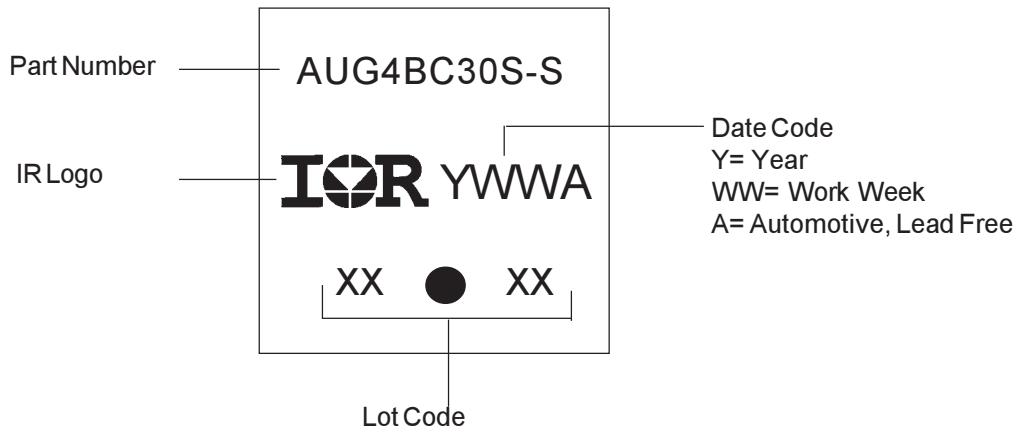 Part Number
AUG4BC30S-S
IR Logo
IOR YWWA
Date Code
Y= Year
WW= Work Week
A= Automotive, Lead Free
XX XX
Lot Code